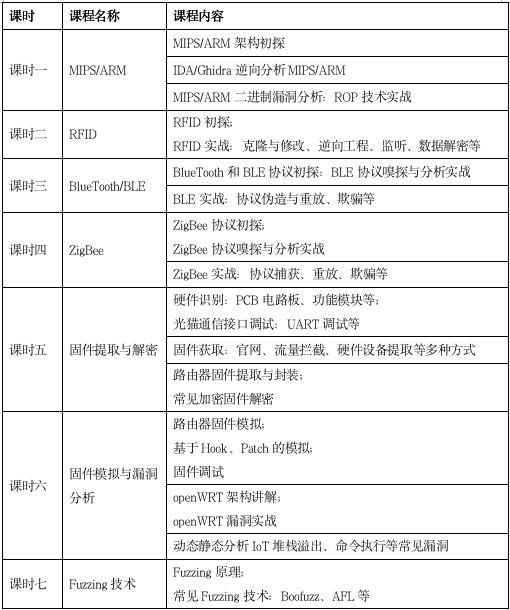 课时 课程名称 课程内容
课时一 MIPS/ARM
MIPS/ARM 架构初探
IDA/Ghidra 逆向分析 MIPS/ARM
MIPS/ARM 二进制漏洞分析：ROP 技术实战
课时二 RFID
RFID 初探;
RFID 实战：克隆与修改、逆向工程、监听、数据解密等
课时三 BlueTooth/BLE
BlueTooth 和 BLE 协议初探：BLE 协议嗅探与分析实战
BLE 实战：协议伪造与重放、欺骗等
课时四 ZigBee
ZigBee 协议初探;
ZigBee 协议嗅探与分析实战
ZigBee 实战：协议捕获、重放、欺骗等
课时五 固件提取与解密
硬件识别：PCB 电路板、功能模块等;
光猫通信接口调试：UART 调试等
固件获取：官网、流量拦截、硬件设备提取等多种方式
路由器固件提取与封装;
常见加密固件解密
课时六 固件模拟与漏洞
分析
路由器固件模拟;
基于 Hook、Patch 的模拟;
固件调试
openWRT 架构讲解;
openWRT 漏洞实战
动态静态分析 IoT 堆栈溢出、命令执行等常见漏洞
课时七 Fuzzing 技术
Fuzzing 原理;
常见 Fuzzing 技术：Boofuzz、AFL 等